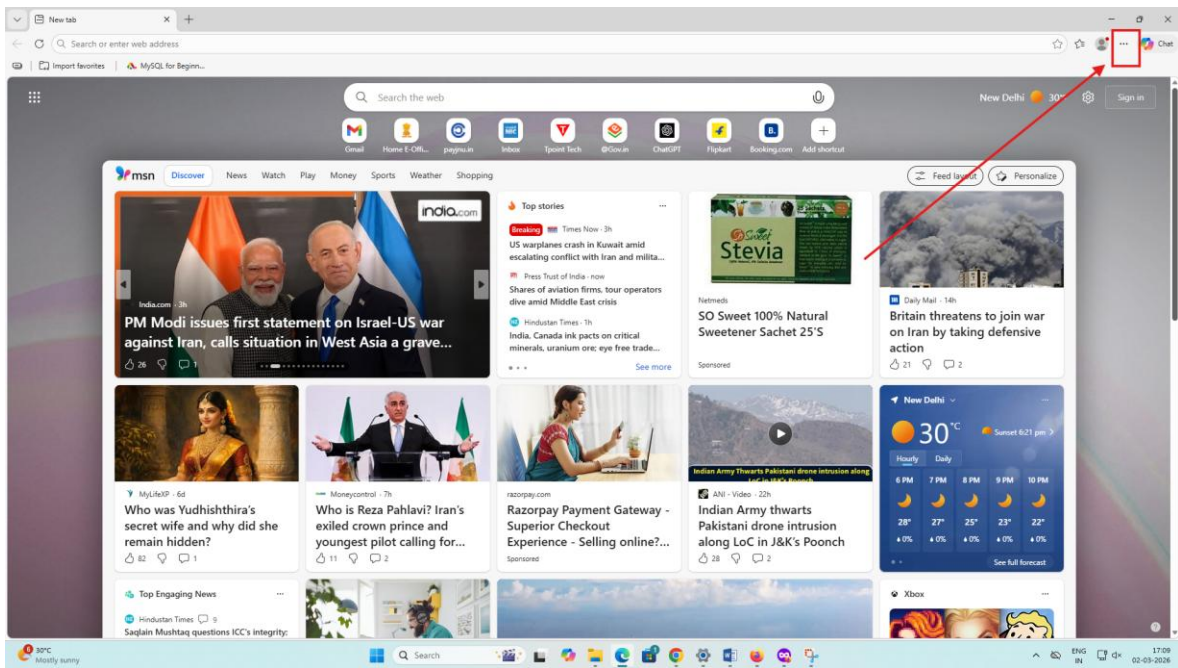 New tab
Search or enter web address
Chat
Import favorites
MySQL for Beginn...
Search the web
New Delhi 30°
Sign in
Gmail
Home E-Offi...
Inbox
Tpoint Tech
@Gov.in
ChatGPT
Flipkart
Booking.com
Add shortcut
msn
Discover
News
Watch
Play
Money
Sports
Weather
Shopping
Feed layout
Personalize
india.com
India.com · 3h
PM Modi issues first statement on Israel-US war
against Iran, calls situation in West Asia a grave...
26
1
Top stories
Breaking
Times Now · 3h
US warplanes crash in Kuwait amid
escalating conflict with Iran and milita...
Press Trust of India · now
Shares of aviation firms, tour operators
dive amid Middle East crisis
Hindustan Times · 1h
India, Canada ink pacts on critical
minerals, uranium ore; eye free trade...
See more
25 Sachets
SO Sweet
Stevia
Netmeds
SO Sweet 100% Natural
Sweetener Sachet 25'S
Sponsored
Daily Mail · 14h
Britain threatens to join war
on Iran by taking defensive
action
21
2
MyLifeXP · 6d
Who was Yudhishthira's
secret wife and why did she
remain hidden?
82
1
Moneycontrol · 7h
Who is Reza Pahlavi? Iran's
exiled crown prince and
youngest pilot calling for...
11
2
razorpay.com
Razorpay Payment Gateway -
Superior Checkout
Experience - Selling online?...
Sponsored
Indian Army Thwarts Pakistani drone intrusion along
LoC in J&K's Poonch
ANI - Video · 22h
Indian Army thwarts
Pakistani drone intrusion
along LoC in J&K's Poonch
28
2
New Delhi
30°C
Sunset 6:21 pm
Hourly
Daily
6 PM 7 PM 8 PM 9 PM 10 PM
28° 27° 25° 23° 22°
0% 0% 0% 0% 0%
See full forecast
Top Engaging News
Hindustan Times 9
Saqlain Mushtaq questions ICC's integrity:
Xbox
30°C
Mostly sunny
Search
ENG
IN
17:09
02-03-2026